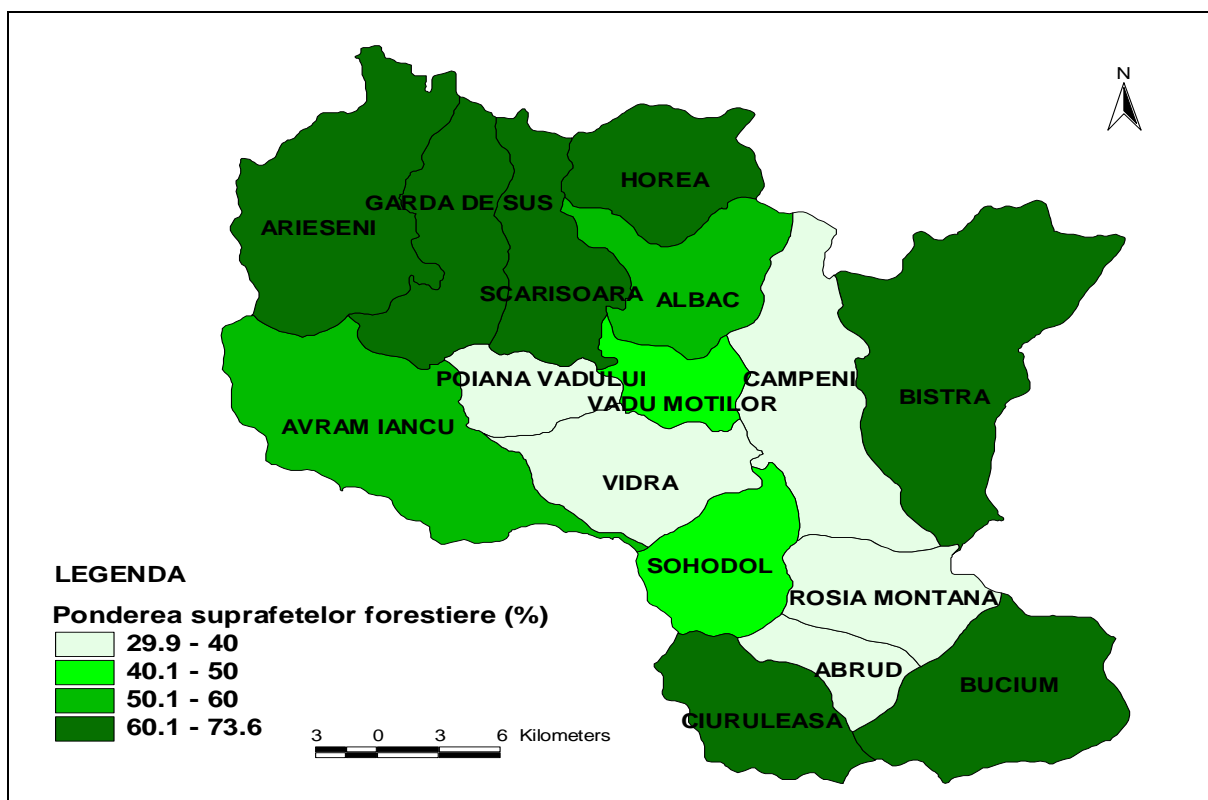 N
HOREA
GARDA DE SUS
ARIESENI
SCARISOARA
ALBAC
POIANA VADULUI
CAMPENI
VADU MOTILOR
BISTRA
AVRAM IANCU
VIDRA
SOHODOL
ROSIA MONTANA
ABRUD
BUCIUM
CIURULEASA
LEGENDA
Ponderea suprafetelor forestiere (%)
29.9 - 40
40.1 - 50
50.1 - 60
60.1 - 73.6
3 0 3 6 Kilometers